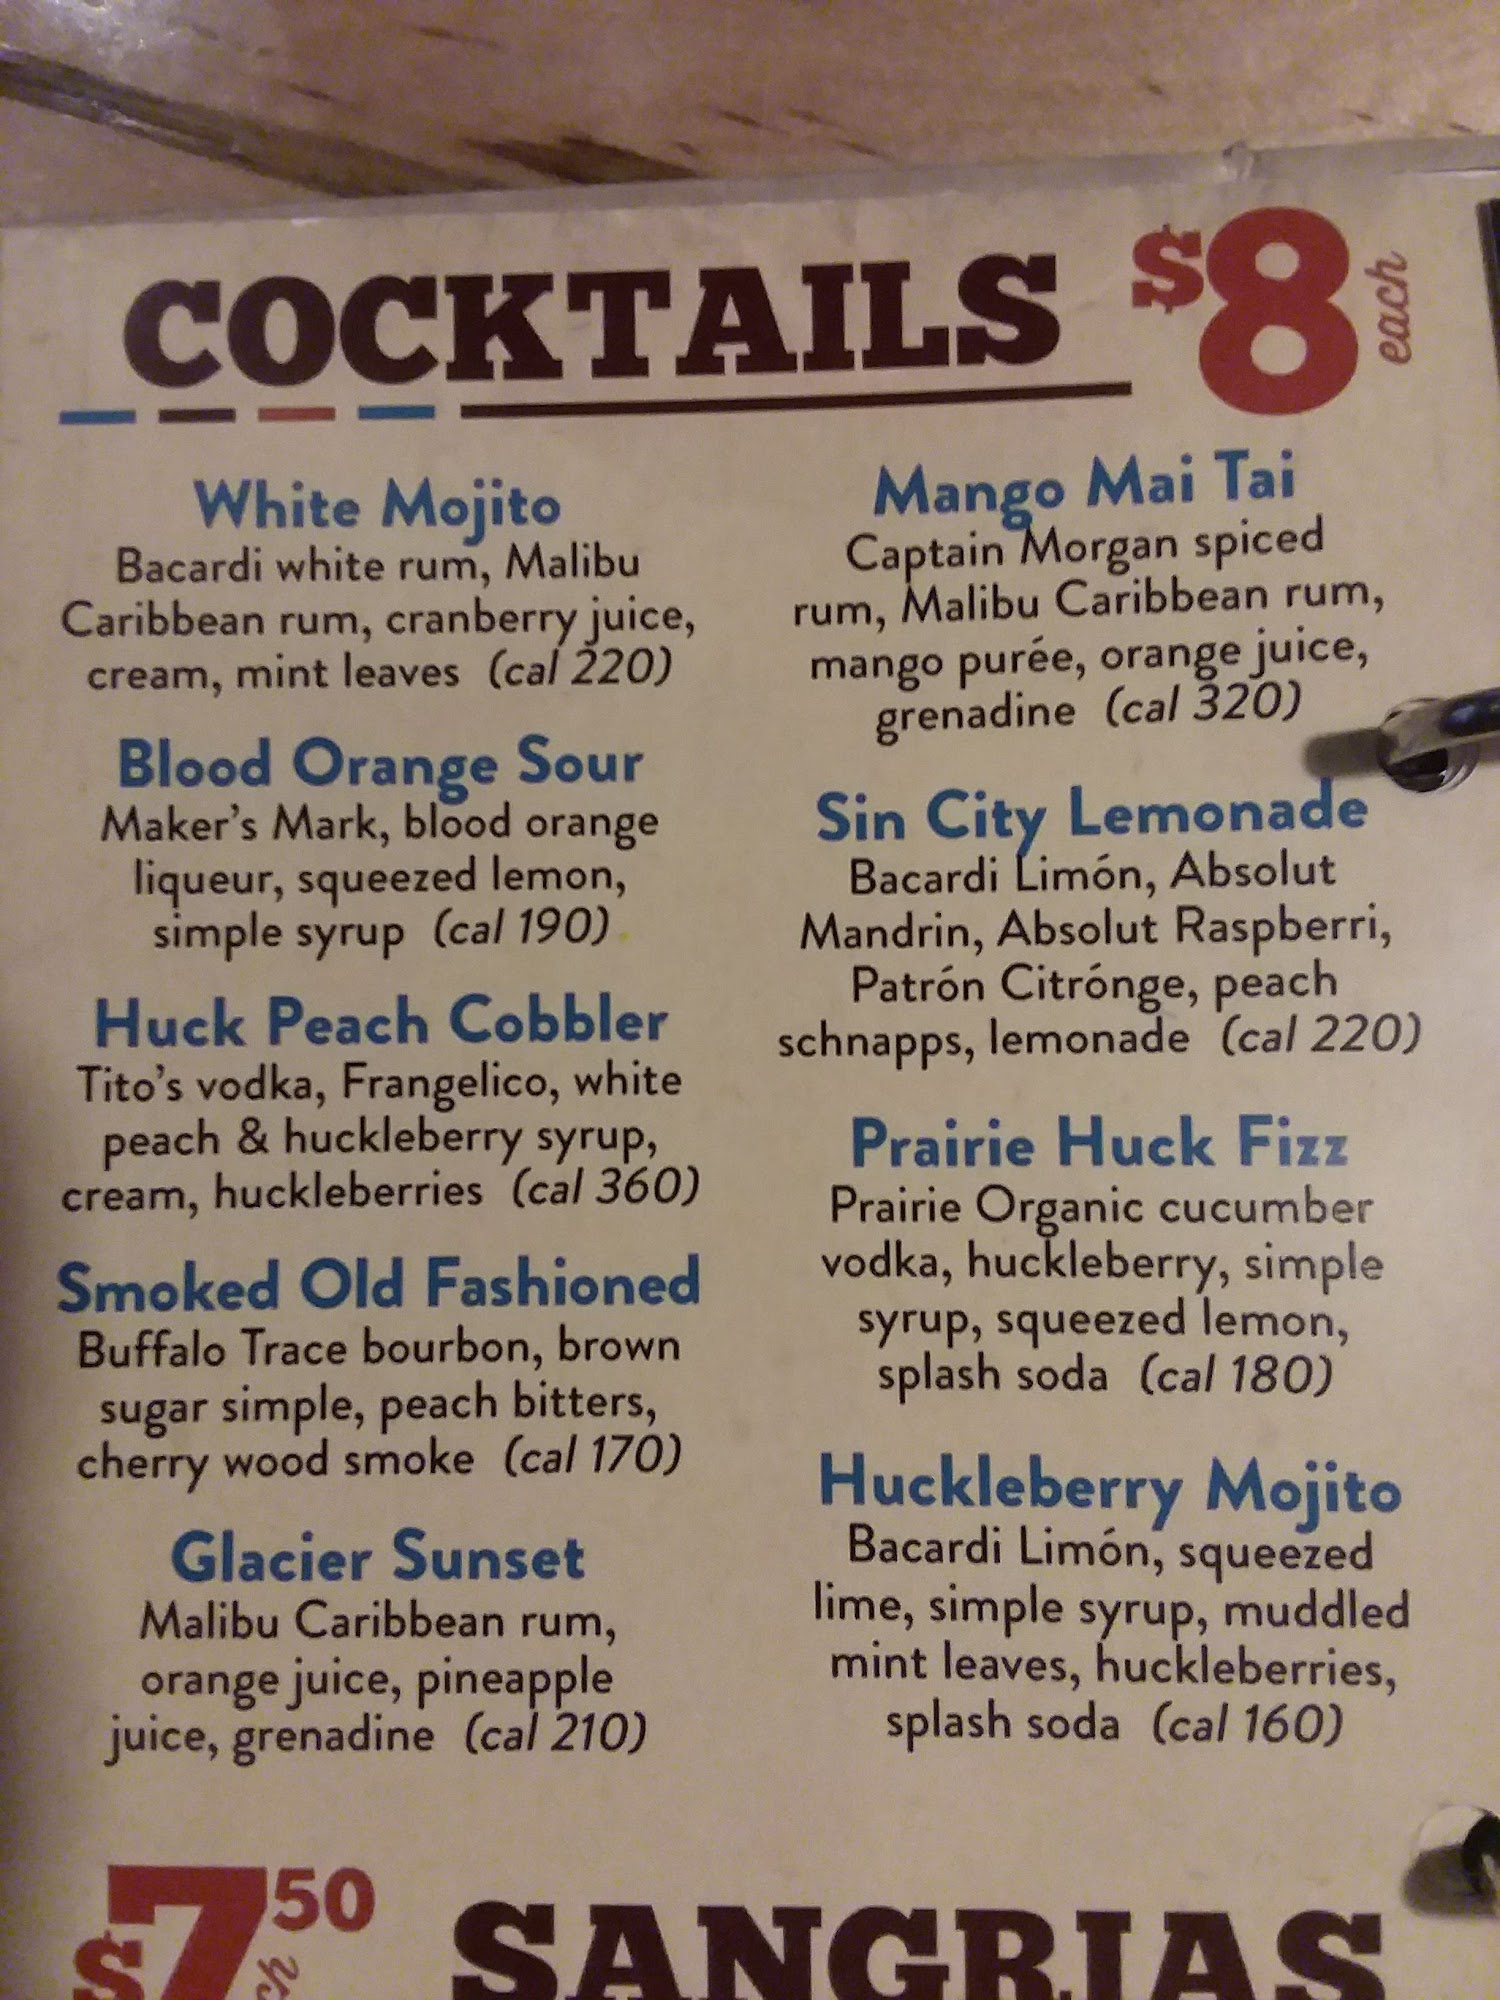 COCKTAILS $8 each
White Mojito
Bacardi white rum, Malibu
Caribbean rum, cranberry juice,
cream, mint leaves (cal 220)
Blood Orange Sour
Maker's Mark, blood orange
liqueur, squeezed lemon,
simple syrup (cal 190)
Huck Peach Cobbler
Tito's vodka, Frangelico, white
peach & huckleberry syrup,
cream, huckleberries (cal 360)
Smoked Old Fashioned
Buffalo Trace bourbon, brown
sugar simple, peach bitters,
cherry wood smoke (cal 170)
Glacier Sunset
Malibu Caribbean rum,
orange juice, pineapple
juice, grenadine (cal 210)
Mango Mai Tai
Captain Morgan spiced
rum, Malibu Caribbean rum,
mango purée, orange juice,
grenadine (cal 320)
Sin City Lemonade
Bacardi Limón, Absolut
Mandrin, Absolut Raspberri,
Patrón Citrónge, peach
schnapps, lemonade (cal 220)
Prairie Huck Fizz
Prairie Organic cucumber
vodka, huckleberry, simple
syrup, squeezed lemon,
splash soda (cal 180)
Huckleberry Mojito
Bacardi Limón, squeezed
lime, simple syrup, muddled
mint leaves, huckleberries,
splash soda (cal 160)
$7 50 SANGRIAS